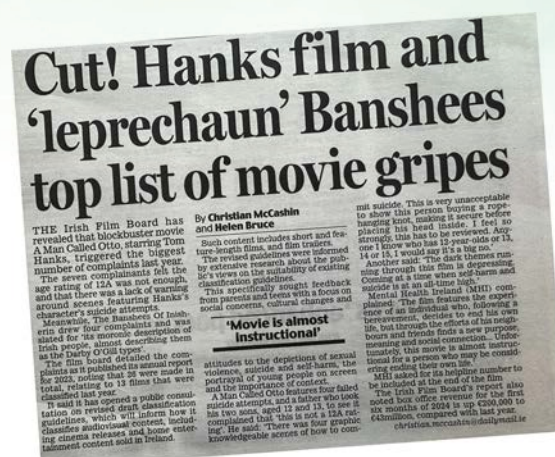 Cut! Hanks film and
‘leprechaun’ Banshees
top list of movie gripes
THE Irish Film Board has
revealed that blockbuster movie
A Man Called Otto, starring Tom
Hanks, triggered the biggest
number of complaints last year.
The seven complainants felt the
age rating of 12A was not enough,
and that there was a lack of warning
around scenes featuring Hanks's
character's suicide attempts.
Meanwhile, The Banshees Of Inish-
erin drew four complaints and was
slated for 'its moronic description of
Irish people, almost describing them
as the Darby O'Gill types'.
The film board detailed the com-
plaints as it published its annual report
for 2023, noting that 26 were made in
total, relating to 13 films that were
classified last year.
It said it has opened a public consul-
tation on revised draft classification
guidelines, which will inform how it
classifies audiovisual content, includ-
ing cinema releases and home enter-
tainment content sold in Ireland.
By Christian McCashin
and Helen Bruce
Such content includes short and fea-
ture-length films, and film trailers.
The revised guidelines were informed
by extensive research about the pub-
lic's views on the suitability of existing
classification guidelines.
This specifically sought feedback
from parents and teens with a focus on
social concerns, cultural changes and
‘Movie is almost
instructional’
attitudes to the depictions of sexual
violence, suicide and self-harm, the
portrayal of young people on screen
and the importance of context.
A Man Called Otto features four failed
suicide attempts, and a father who took
his two sons, aged 12 and 13, to see it
complained that 'this is not a 12A rat-
ing'. He said: 'There was four graphic
knowledgeable scenes of how to com-
mit suicide. This is very unacceptable
to show this person buying a rope-
hanging knot, making it secure before
placing his head inside. I feel so
strongly, this has to be reviewed. Any-
one I know who has 12-year-olds or 13,
14 or 15, I would say it's a big no.'
Another said: 'The dark themes run-
ning through this film is depressing.
Coming at a time when self-harm and
suicide is at an all-time high.'
Mental Health Ireland (MHI) com-
plained: 'The film features the experi-
ence of an individual who, following a
bereavement, decides to end his own
life, but through the efforts of his neigh-
bours and friends finds a new purpose,
meaning and social connection... Unfor-
tunately, this movie is almost instruc-
tional for a person who may be consid-
ering ending their own life.'
MHI asked for its helpline number to
be included at the end of the film.
The Irish Film Board's report also
noted box office revenue for the first
six months of 2024 is up €200,000 to
€43million, compared with last year.
christian.mccashin@dailymail.ie